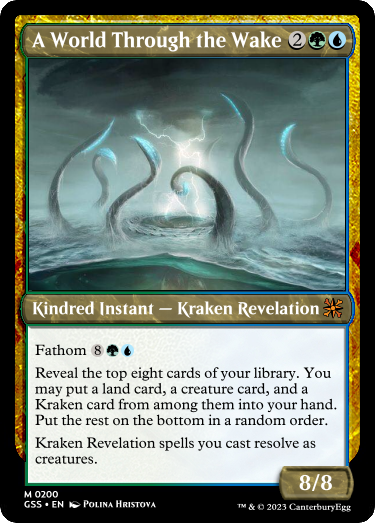 A World Through the Wake 2
Kindred Instant — Kraken Revelation
Fathom 8
Reveal the top eight cards of your library. You
may put a land card, a creature card, and a
Kraken card from among them into your hand.
Put the rest on the bottom in a random order.
Kraken Revelation spells you cast resolve as
creatures.
8/8
M 0200
GSS • EN Polina Hristova
™ & © 2023 CanterburyEgg